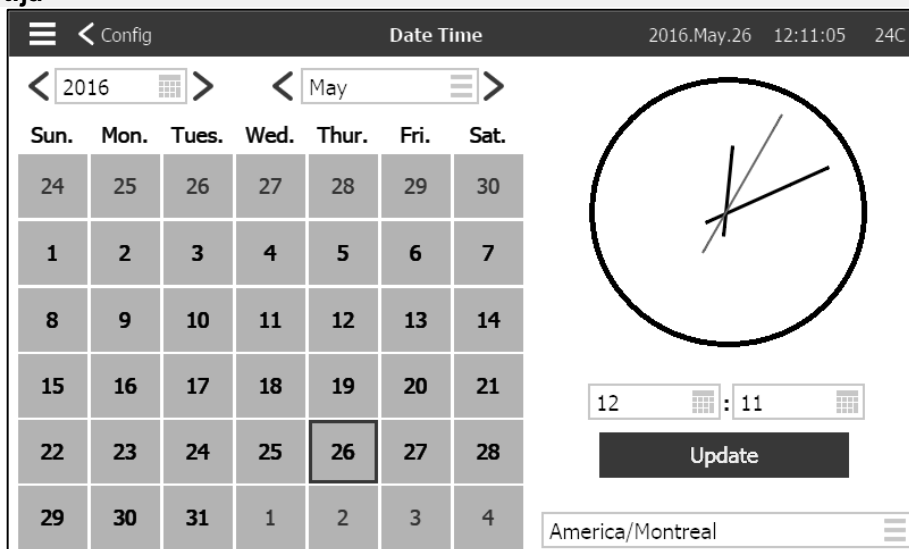 Config Date Time 2016.May.26 12:11:05 24C
2016 May
Sun. Mon. Tues. Wed. Thur. Fri. Sat.
24 25 26 27 28 29 30
1 2 3 4 5 6 7
8 9 10 11 12 13 14
15 16 17 18 19 20 21
12 : 11
22 23 24 25 26 27 28
Update
29 30 31 1 2 3 4
America/Montreal